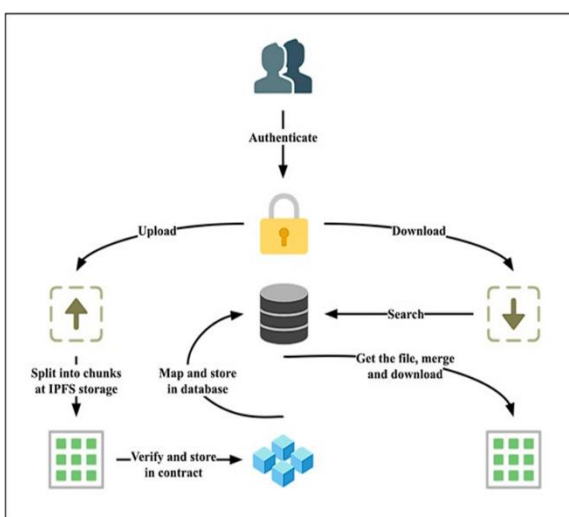 Authenticate
Upload
Download
Search
Split into chunks
at IPFS storage
Map and store
in database
Get the file, merge
and download
Verify and store
in contract